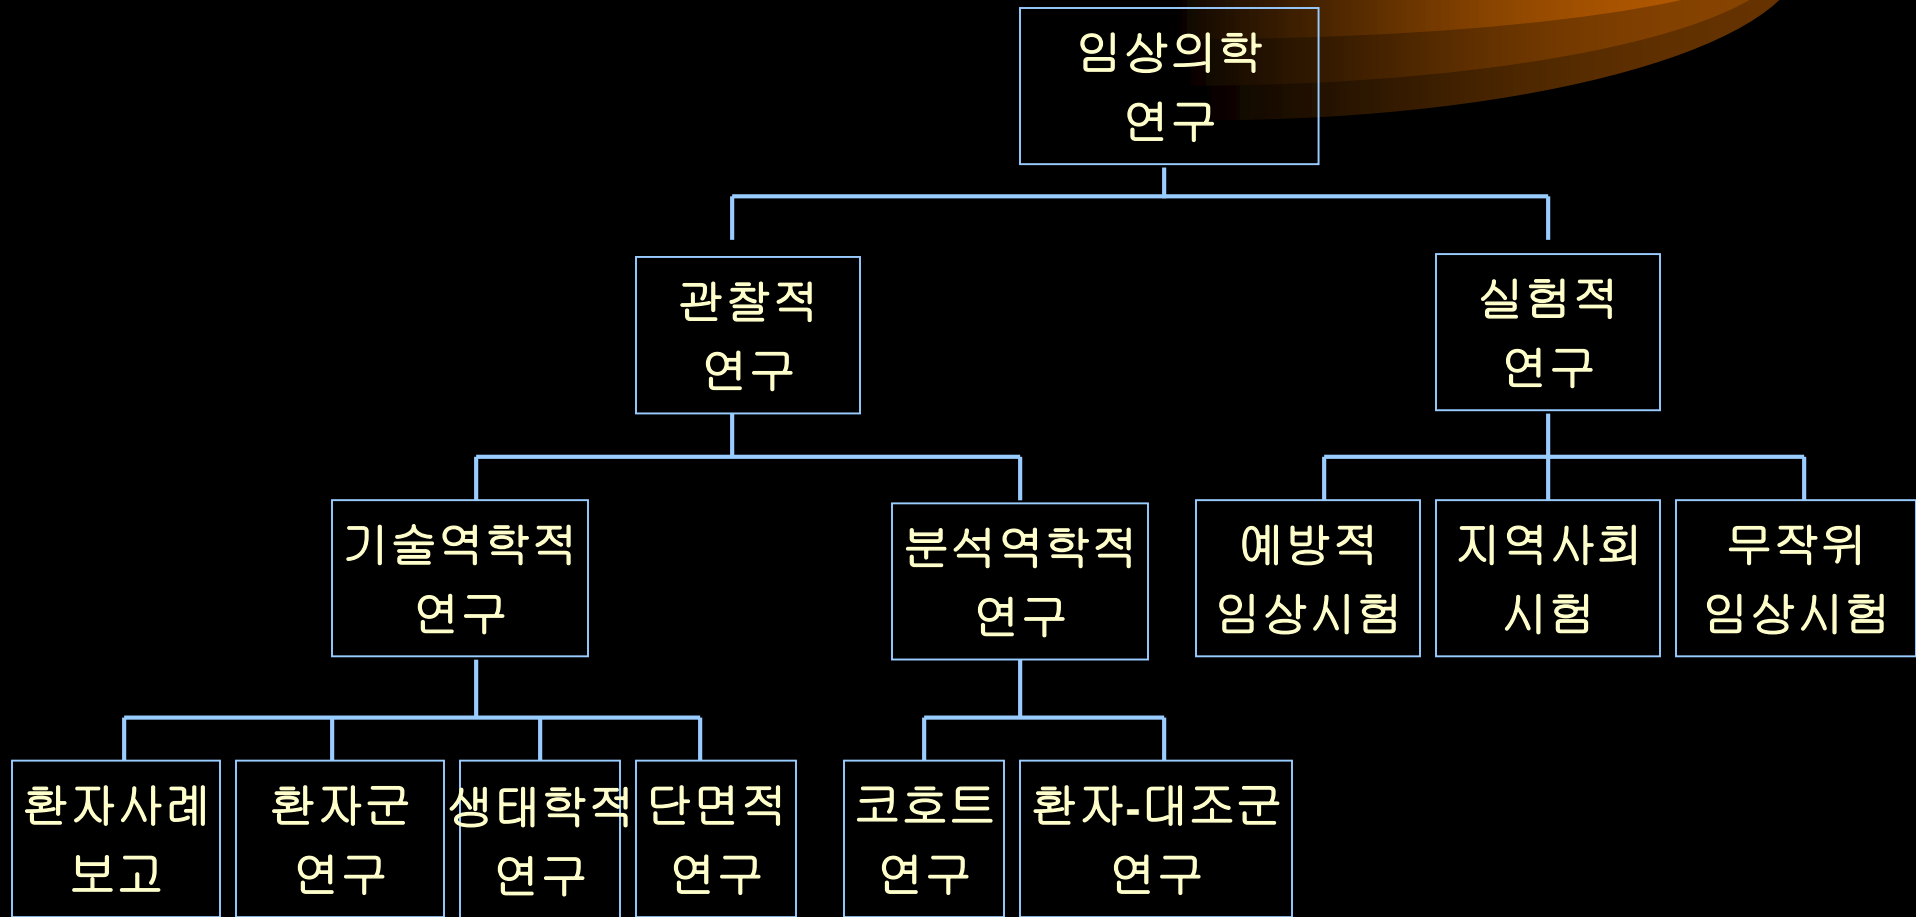 임상의학
연구
관찰적
연구
실험적
연구
기술역학적
연구
분석역학적
연구
예방적
임상시험
지역사회
시험
무작위
임상시험
환자사례
보고
환자군
연구
생태학적
연구
단면적
연구
코호트
연구
환자-대조군
연구